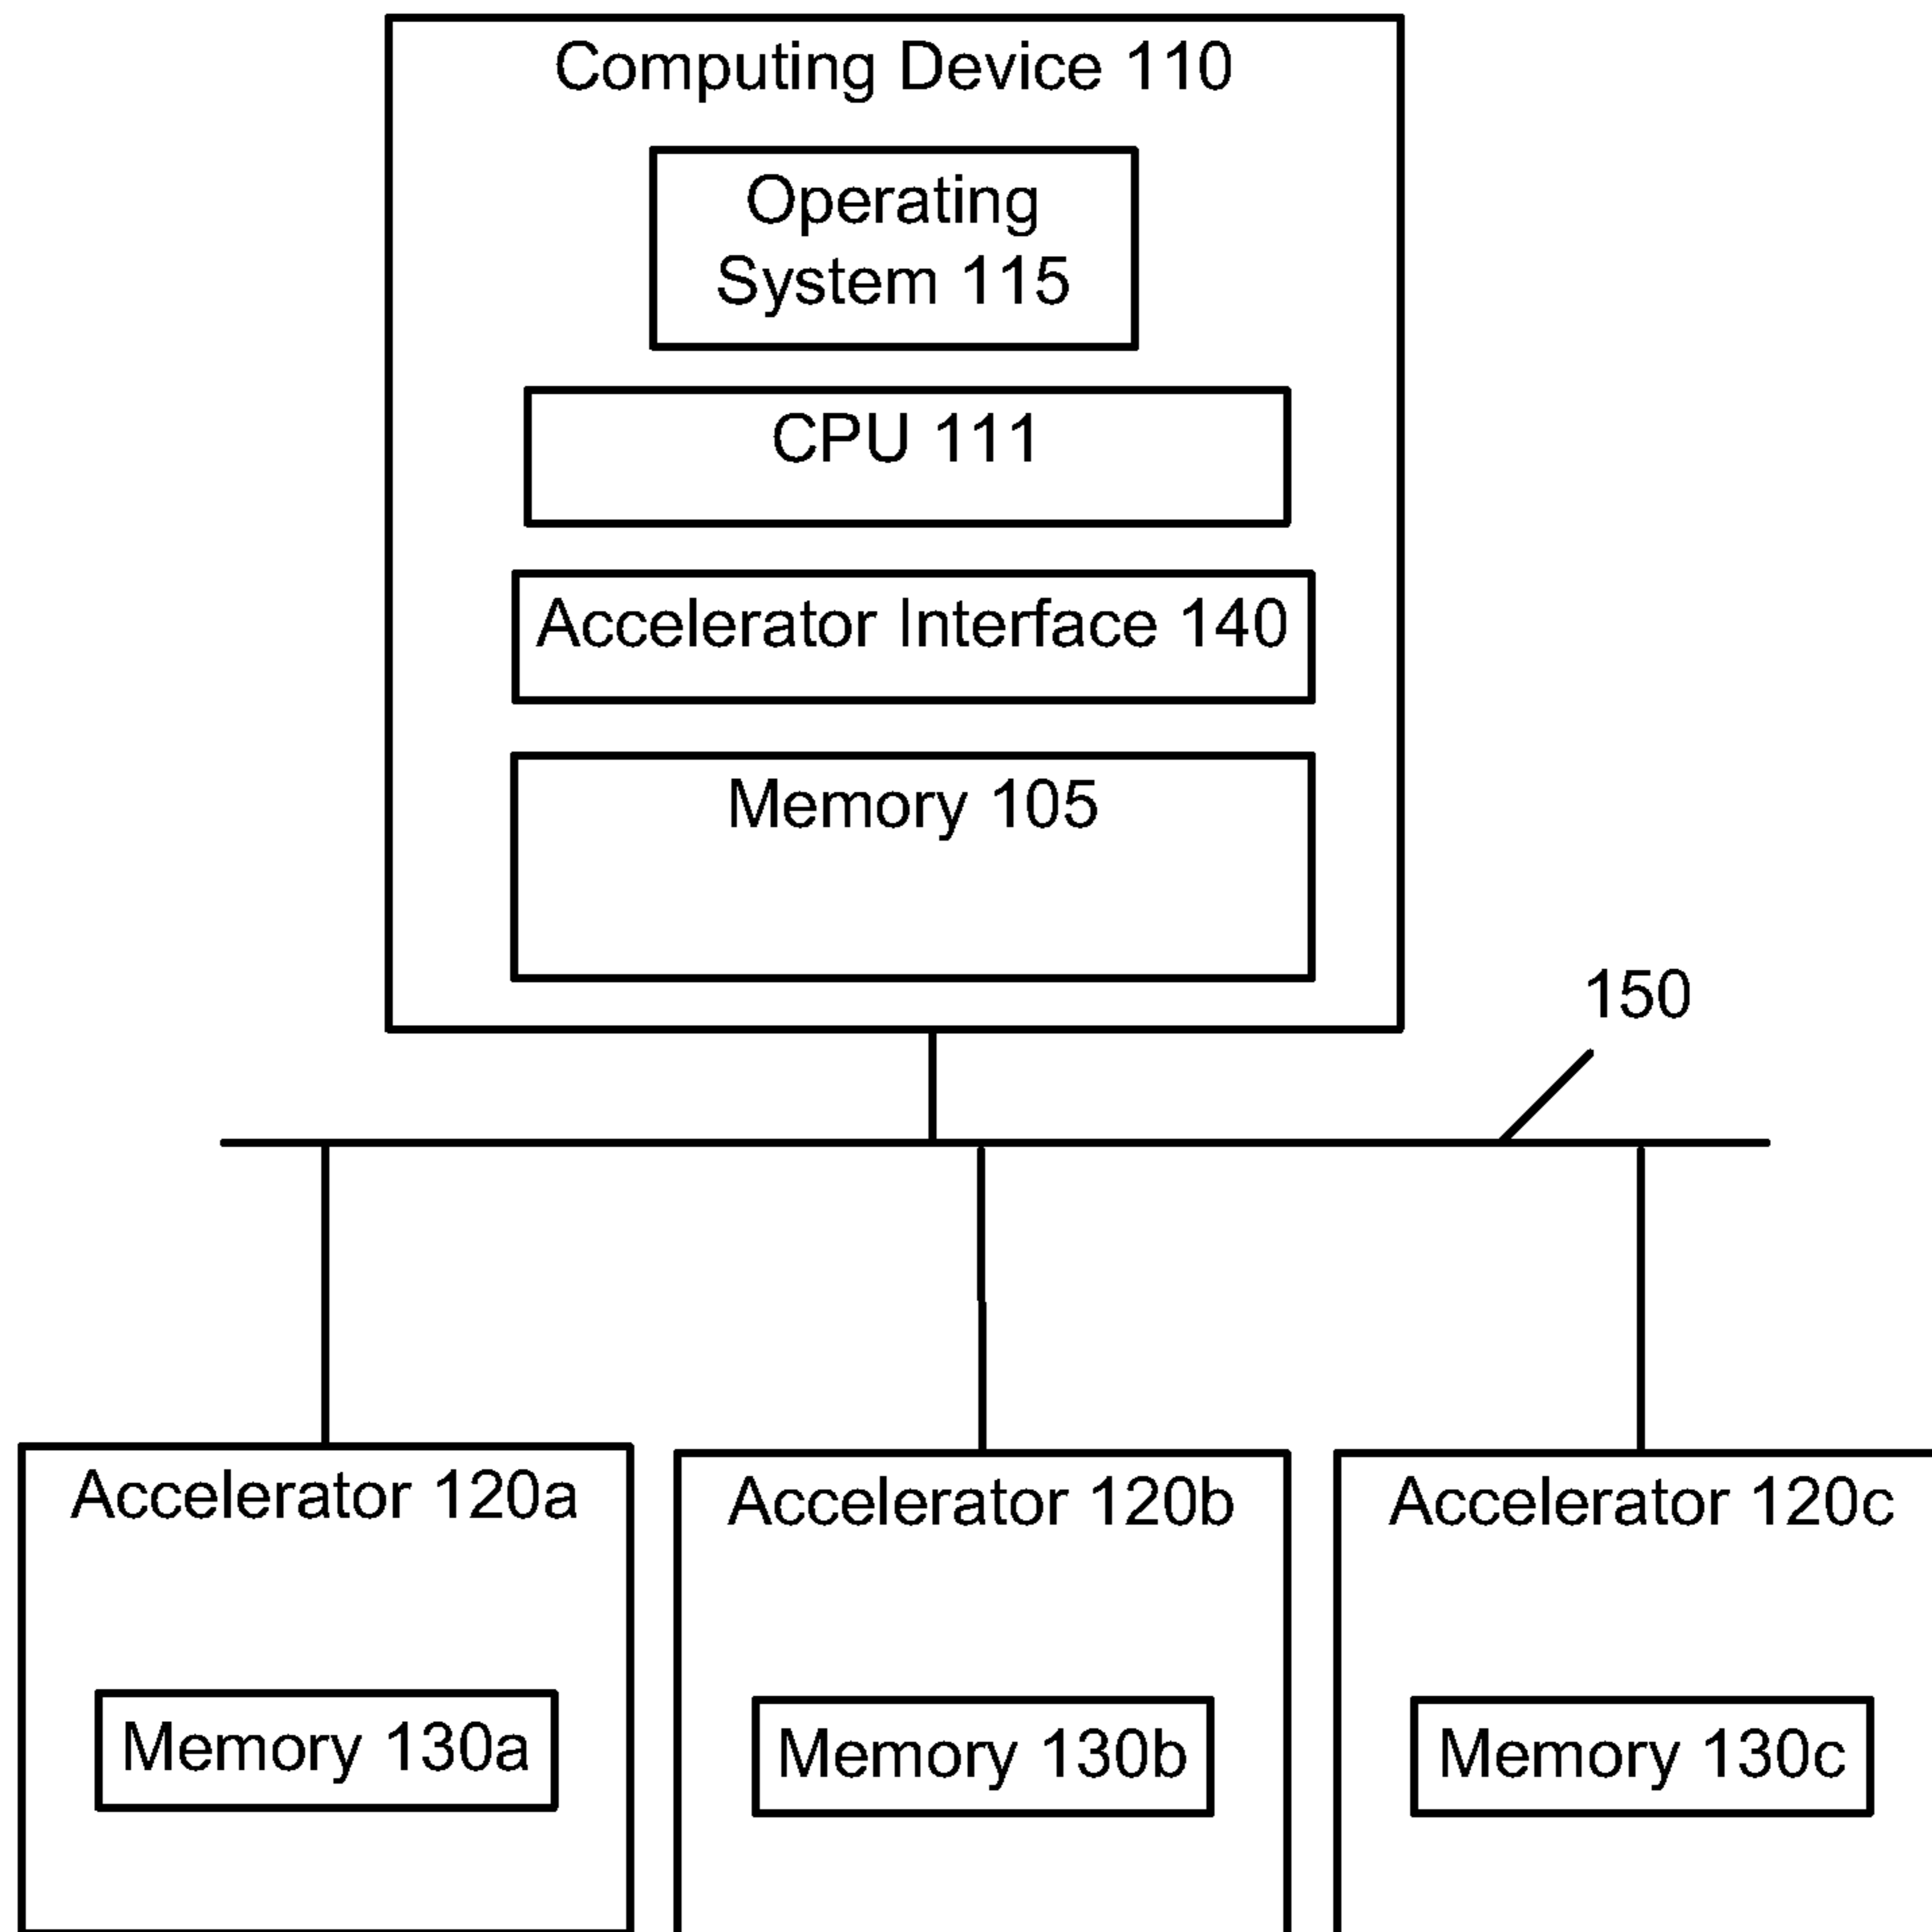 Computing Device 110
Operating
System 115
CPU 111
Accelerator Interface 140
Memory 105
150
Accelerator 120a
Accelerator 120b
Accelerator 120c
Memory 130a
Memory 130b
Memory 130c